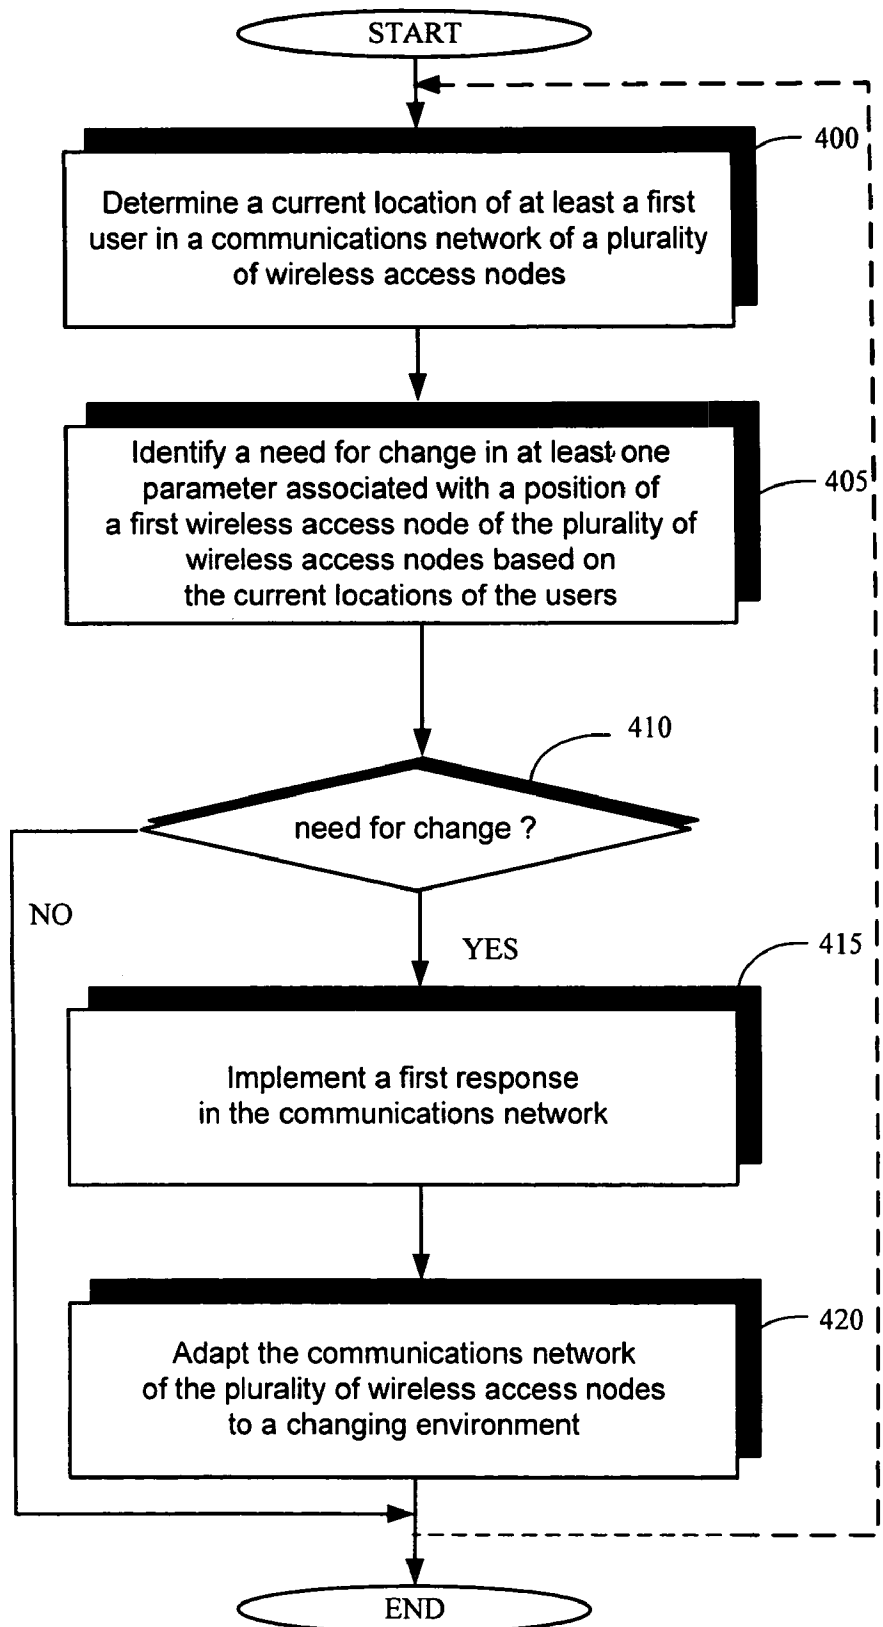 START
400
Determine a current location of at least a first
user in a communications network of a plurality
of wireless access nodes
Identify a need for change in at least one
parameter associated with a position of
a first wireless access node of the plurality of
wireless access nodes based on
the current locations of the users
405
410
need for change ?
NO
YES
415
Implement a first response
in the communications network
420
Adapt the communications network
of the plurality of wireless access nodes
to a changing environment
END